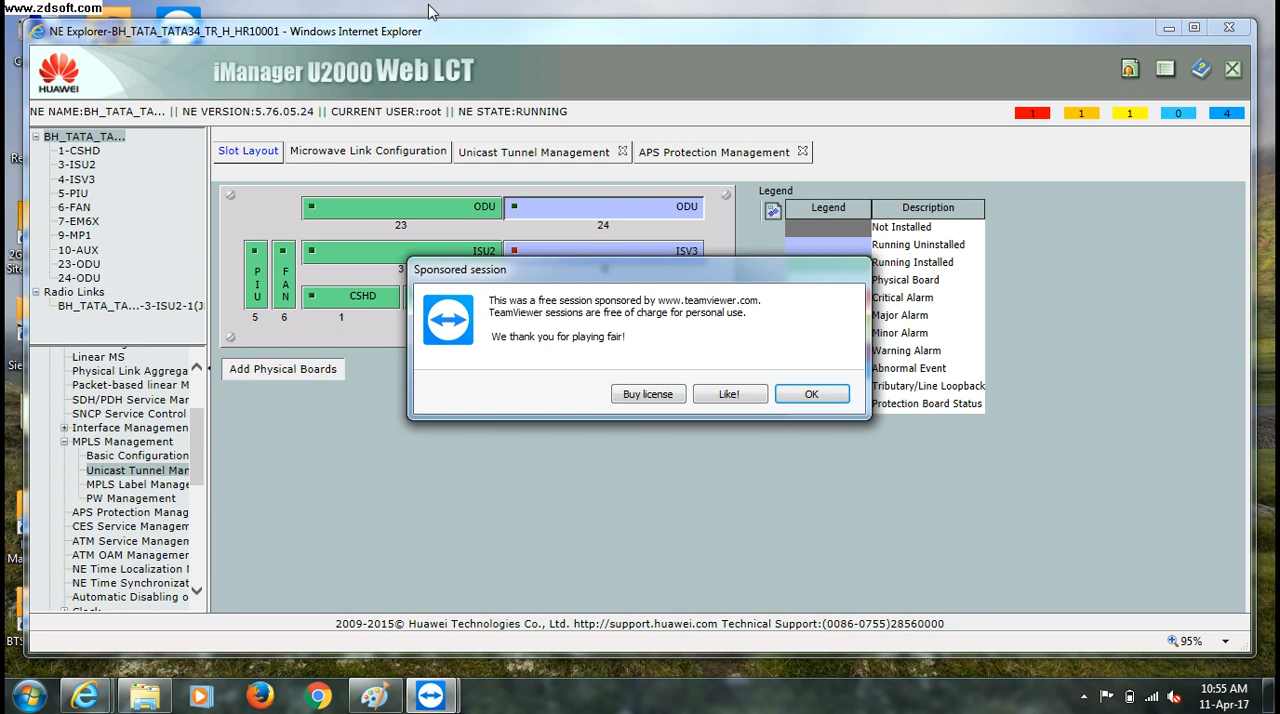 www.zdsoft.com
NE Explorer-BH_TATA_TATA34_TR_H_HR10001 - Windows Internet Explorer
HUAWEI
iManager U2000 Web LCT
NE NAME:BH_TATA_TA... || NE VERSION:5.76.05.24 || CURRENT USER:root || NE STATE:RUNNING
1 1 1 0 4
BH_TATA_TA...
1-CSHD
3-ISU2
4-ISV3
5-PIU
6-FAN
7-EM6X
9-MP1
10-AUX
23-ODU
24-ODU
Radio Links
BH_TATA_TA...-3-ISU2-1(
Linear MS
Physical Link Aggrega
Packet-based linear M
SDH/PDH Service Man
SNCP Service Control
Interface Managemen
MPLS Management
Basic Configuration
Unicast Tunnel Mar
MPLS Label Manage
PW Management
APS Protection Manag
CES Service Managem
ATM Service Managem
ATM OAM Managemen
NE Time Localization
NE Time Synchronizat
Automatic Disabling o
Clock
Slot Layout
Microwave Link Configuration
Unicast Tunnel Management
APS Protection Management
ODU
23
ODU
24
PIU
5
FAN
6
ISU2
3
ISV3
CSHD
1
Add Physical Boards
Legend
Legend Description
Not Installed
Running Uninstalled
Running Installed
Physical Board
Critical Alarm
Major Alarm
Minor Alarm
Warning Alarm
Abnormal Event
Tributary/Line Loopback
Protection Board Status
Sponsored session
This was a free session sponsored by www.teamviewer.com.
TeamViewer sessions are free of charge for personal use.
We thank you for playing fair!
Buy license
Like!
OK
2009-2015© Huawei Technologies Co., Ltd. http://support.huawei.com Technical Support:(0086-0755)28560000
95%
10:55 AM
11-Apr-17